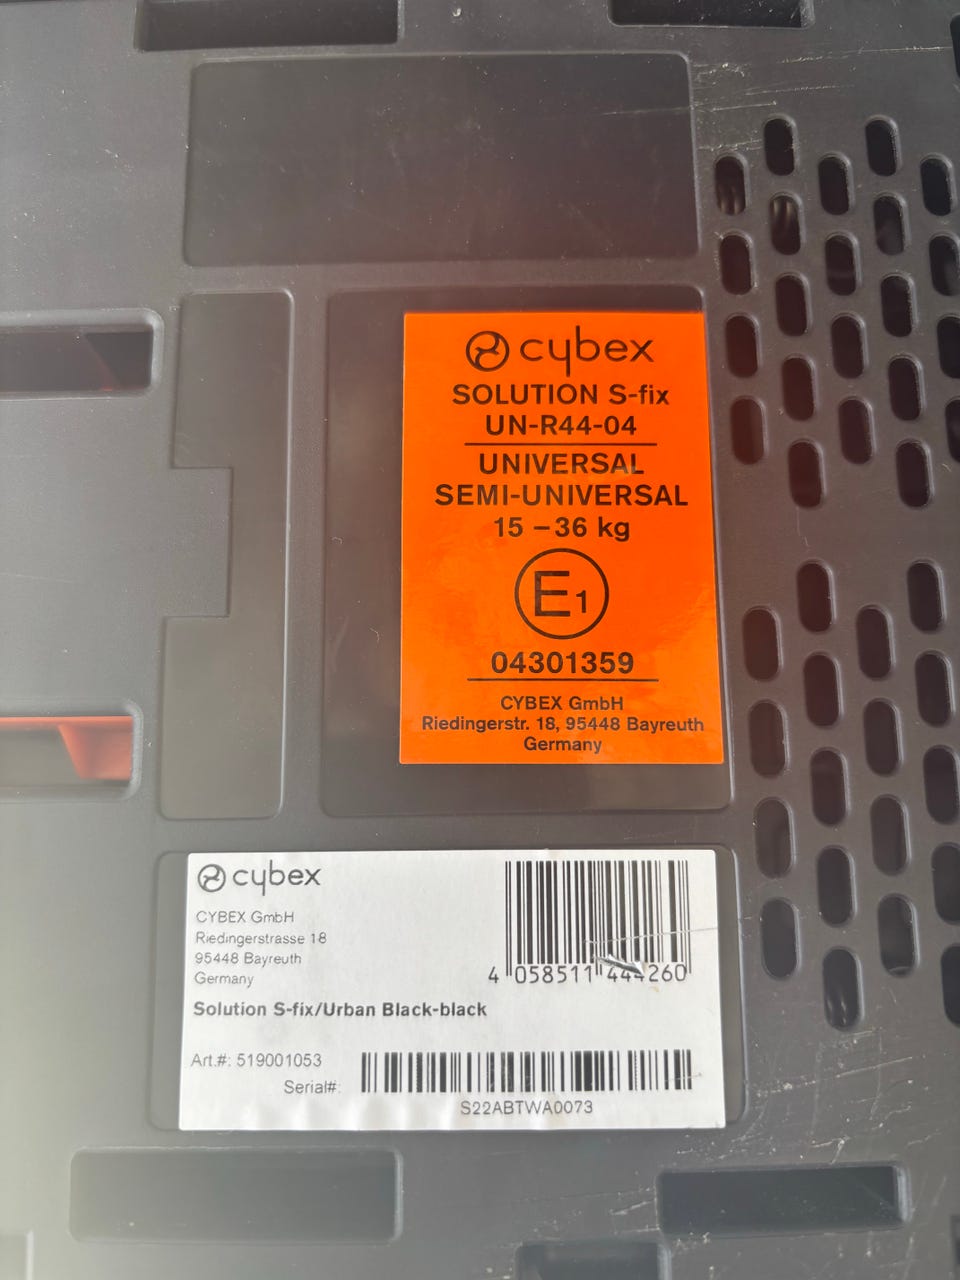 cybex
SOLUTION S-fix
UN-R44-04
UNIVERSAL
SEMI-UNIVERSAL
15 – 36 kg
E1
04301359
CYBEX GmbH
Riedingerstr. 18, 95448 Bayreuth
Germany
cybex
CYBEX GmbH
Riedingerstrasse 18
95448 Bayreuth
Germany
4 058511 444260
Solution S-fix/Urban Black-black
Art.#: 519001053
Serial#:
S22ABTWA0073